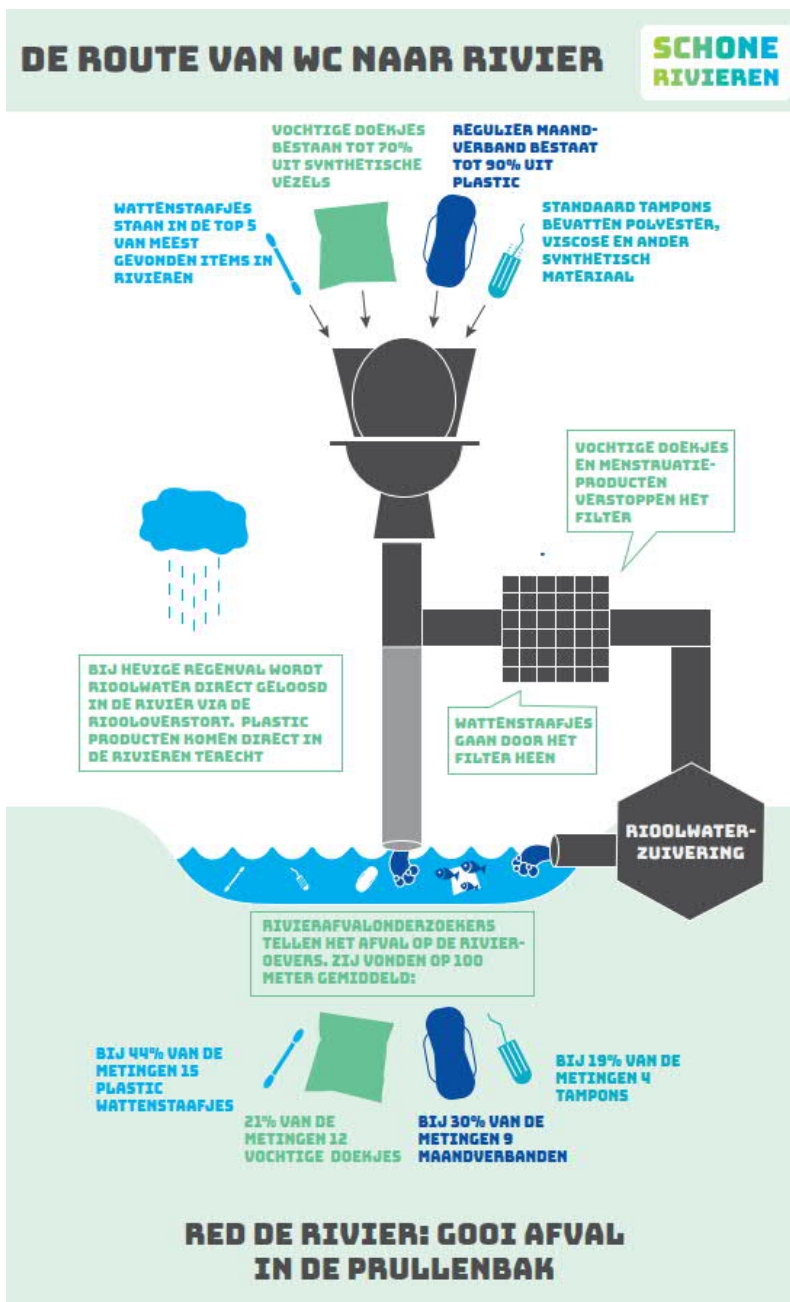 DE ROUTE VAN WC NAAR RIVIER
SCHONE
RIVIEREN
VOCHTIGE DOEKJES
BESTAAN TOT 70%
UIT SYNTHETISCHE
VEZELS
REGULIER MAAND-
VERBAND BESTAAT
TOT 90% UIT
PLASTIC
WATTENSTAAFJES
STAAN IN DE TOP 5
VAN MEEST
GEVONDEN ITEMS IN
RIVIEREN
STANDAARD TAMPONS
BEVATTEN POLYESTER,
VISCOSE EN ANDER
SYNTHETISCH
MATERIAAL
VOCHTIGE DOEKJES
EN MENSTRUATIE-
PRODUCTEN
VERSTOPPEN HET
FILTER
BIJ HEVIGE REGENVAL WORDT
RIOOLWATER DIRECT GELOOSD
IN DE RIVIER VIA DE
RIOOLOVERSTORT. PLASTIC
PRODUCTEN KOMEN DIRECT IN
DE RIVIEREN TERECHT
WATTENSTAAFJES
GAAN DOOR HET
FILTER HEEN
RIOOLWATER-
ZUIVERING
RIVIERAFVALONDERZOEKERS
TELLEN HET AFVAL OP DE RIVIER-
OEVERS. ZIJ VONDEN OP 100
METER GEMIDDELD:
BIJ 44% VAN DE
METINGEN 15
PLASTIC
WATTENSTAAFJES
21% VAN DE
METINGEN 12
VOCHTIGE DOEKJES
BIJ 30% VAN DE
METINGEN 9
MAANDVERBANDEN
BIJ 19% VAN DE
METINGEN 4
TAMPONS
RED DE RIVIER: GOOI AFVAL
IN DE PRULLENBAK